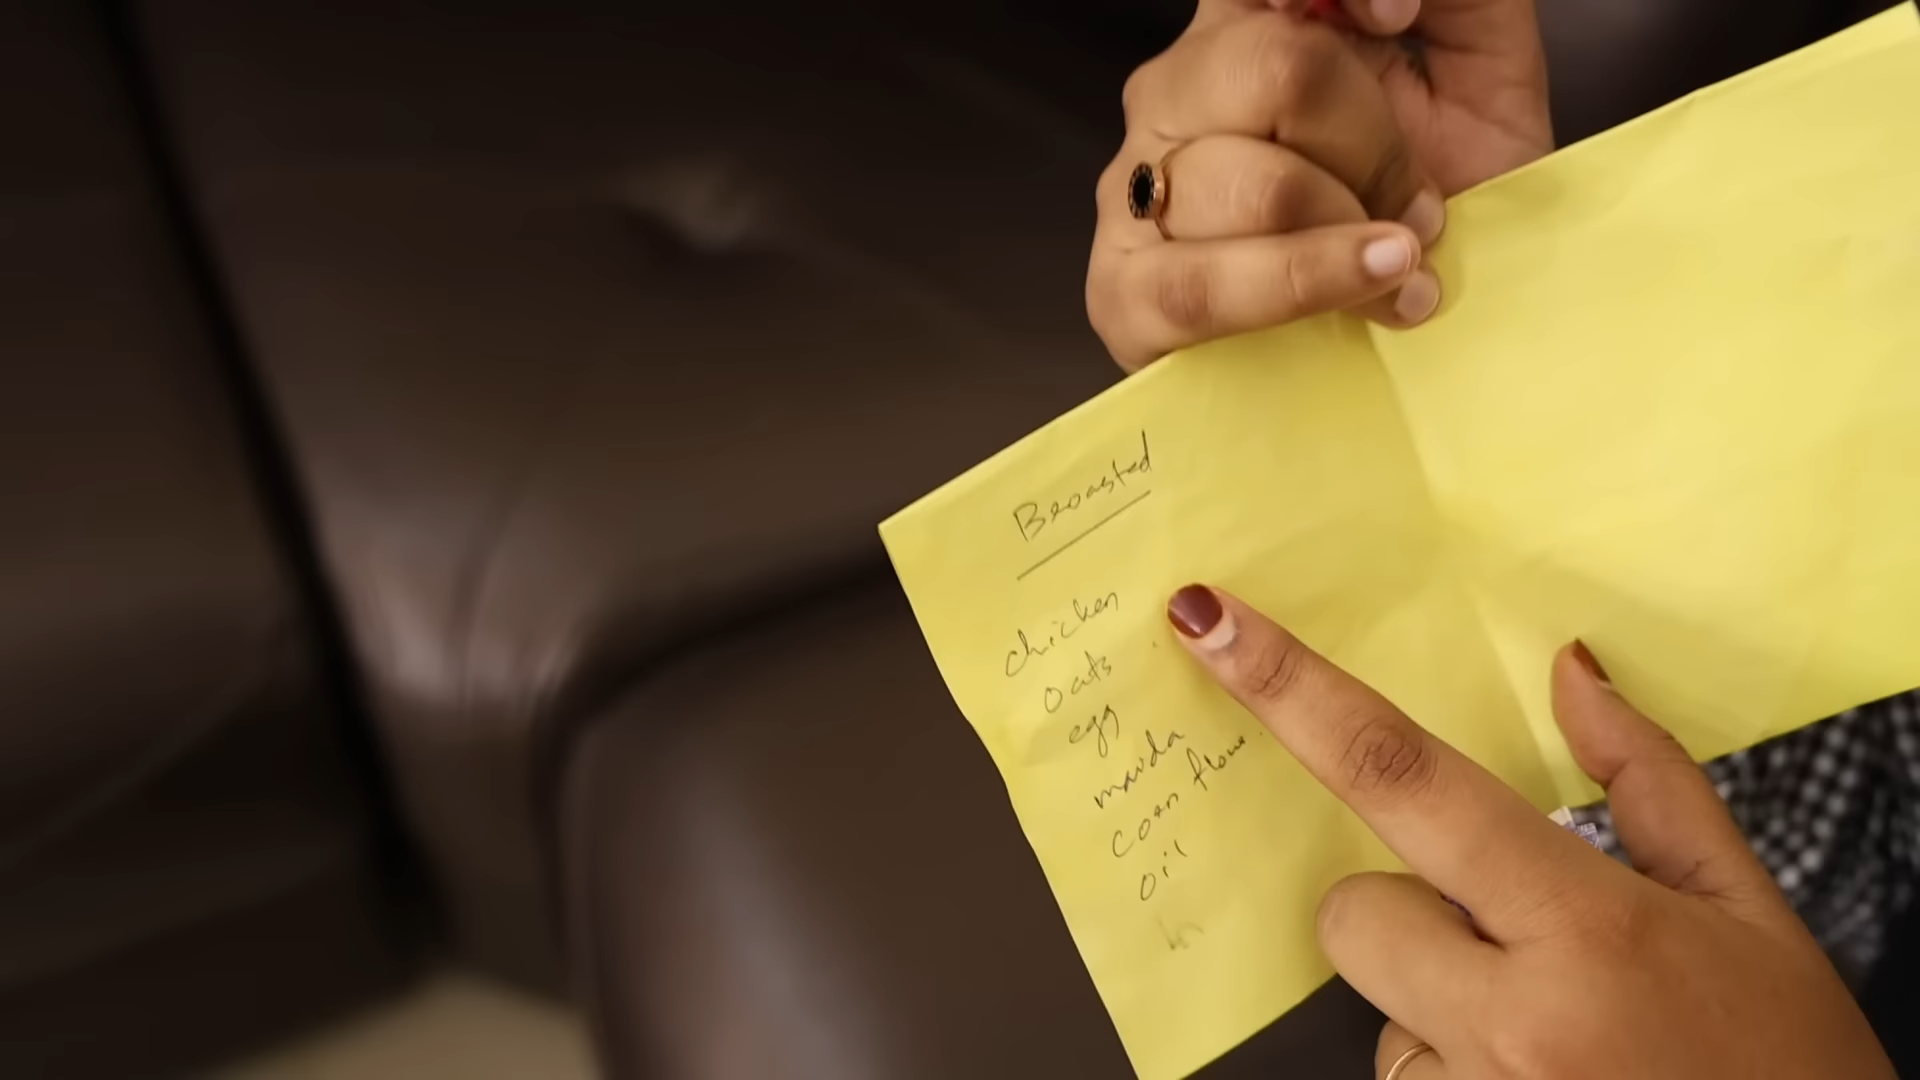 Broasted
chicken
oats
egg
maida
corn flour
oil